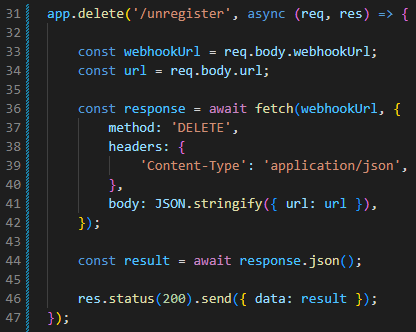 31 app.delete('/unregister', async (req, res) => {
32
33     const webhookUrl = req.body.webhookUrl;
34     const url = req.body.url;
35
36     const response = await fetch(webhookUrl, {
37         method: 'DELETE',
38         headers: {
39             'Content-Type': 'application/json',
40         },
41         body: JSON.stringify({ url: url }),
42     });
43
44     const result = await response.json();
45
46     res.status(200).send({ data: result });
47 });